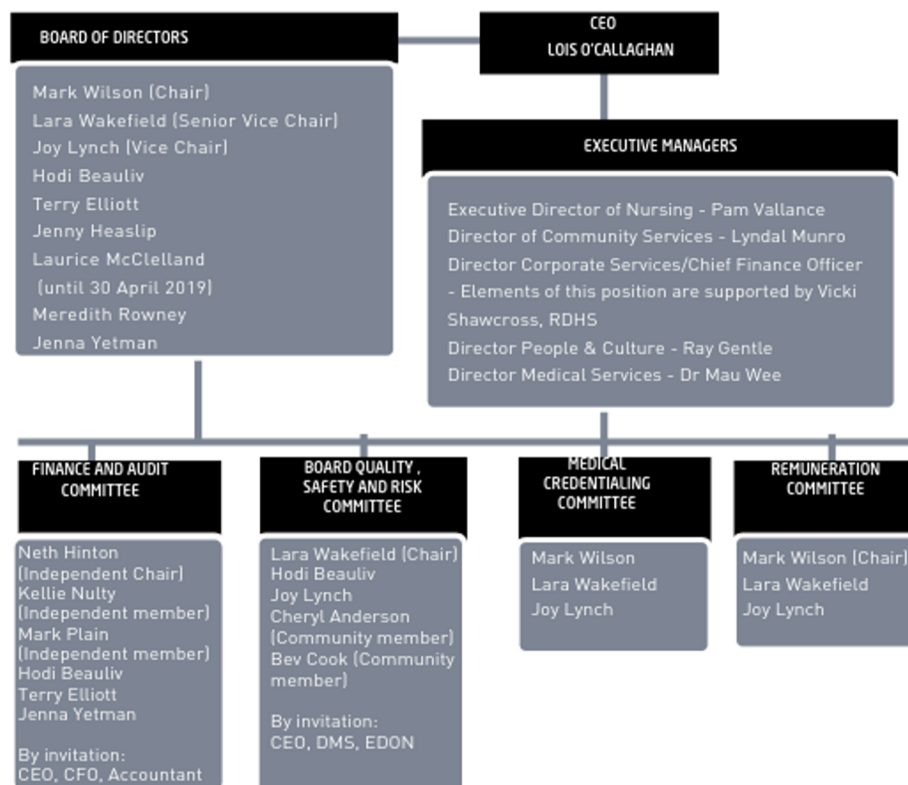 BOARD OF DIRECTORS
Mark Wilson (Chair)
Lara Wakefield (Senior Vice Chair)
Joy Lynch (Vice Chair)
Hodi Beauliv
Terry Elliott
Jenny Heaslip
Laurice McClelland
(until 30 April 2019)
Meredith Rowney
Jenna Yetman
CEO
LOIS O'CALLAGHAN
EXECUTIVE MANAGERS
Executive Director of Nursing - Pam Vallance
Director of Community Services - Lyndal Munro
Director Corporate Services/Chief Finance Officer
- Elements of this position are supported by Vicki
Shawcross, RDHS
Director People & Culture - Ray Gentle
Director Medical Services - Dr Mau Wee
FINANCE AND AUDIT
COMMITTEE
Neth Hinton
(Independent Chair)
Kellie Nulty
(Independent member)
Mark Plain
(Independent member)
Hodi Beauliv
Terry Elliott
Jenna Yetman
By invitation:
CEO, CFO, Accountant
BOARD QUALITY ,
SAFETY AND RISK
COMMITTEE
Lara Wakefield (Chair)
Hodi Beauliv
Joy Lynch
Cheryl Anderson
(Community member)
Bev Cook (Community
member)
By invitation:
CEO, DMS, EDON
MEDICAL
CREDENTIALING
COMMITTEE
Mark Wilson
Lara Wakefield
Joy Lynch
REMUNERATION
COMMITTEE
Mark Wilson (Chair)
Lara Wakefield
Joy Lynch